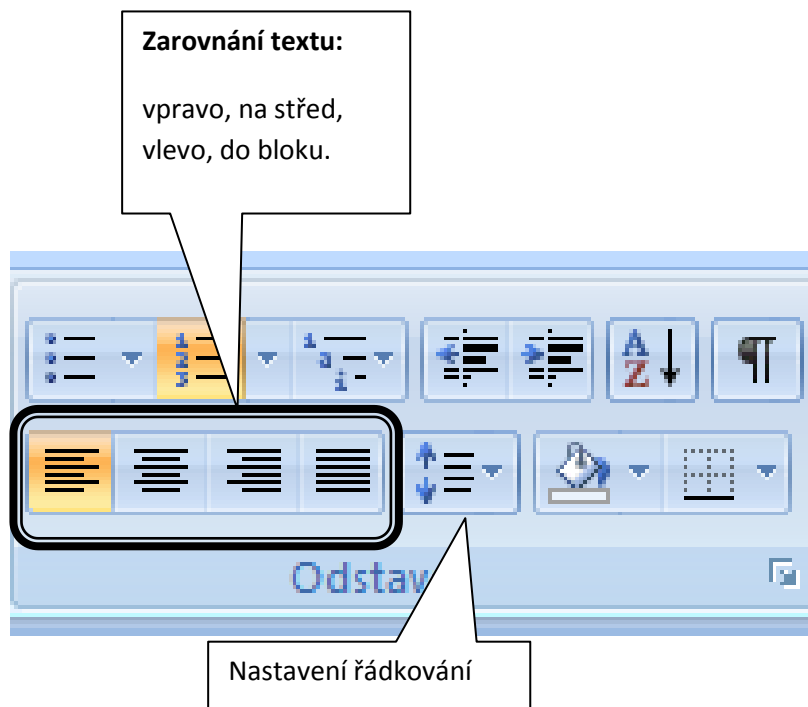 Zarovnání textu:
vpravo, na střed,
vlevo, do bloku.
Odstav
Nastavení řádkování